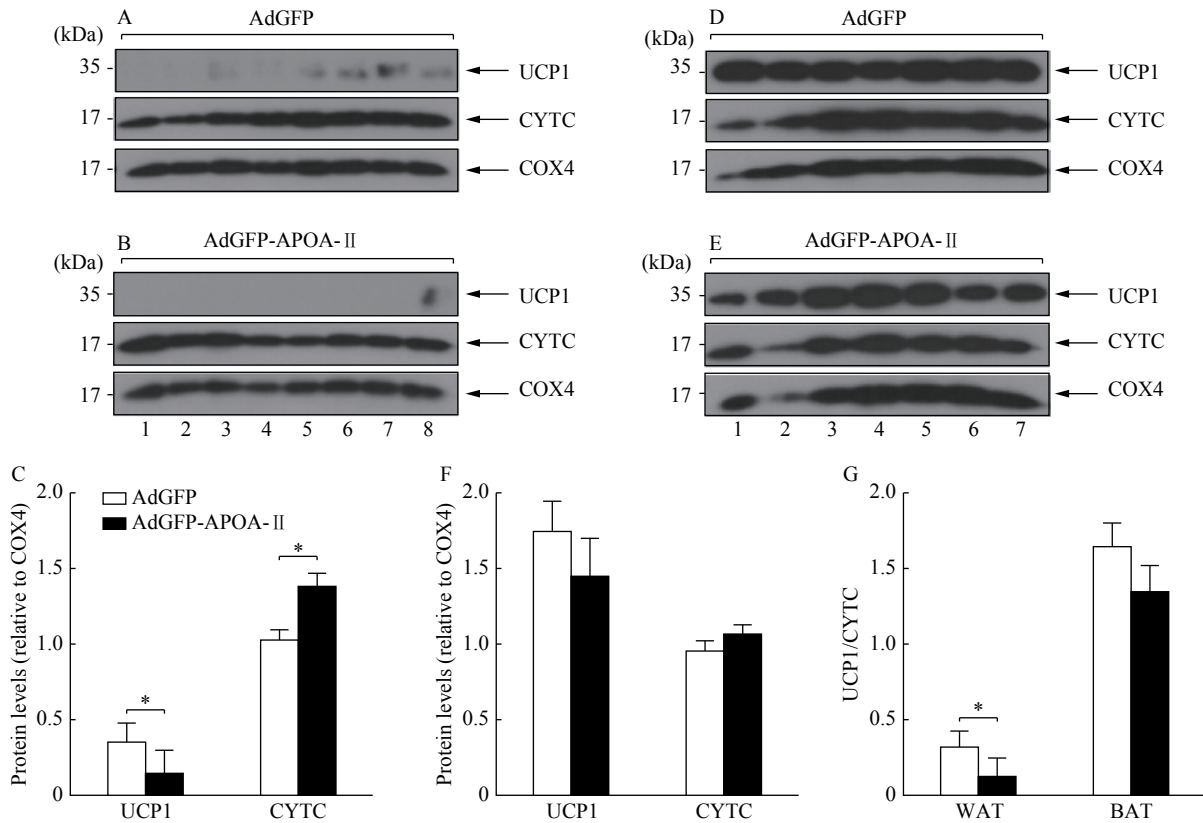 A
AdGFP
(kDa)
35
UCP1
17
CYTC
17
COX4
B
AdGFP-APOA-Ⅱ
(kDa)
35
UCP1
17
CYTC
17
COX4
1 2 3 4 5 6 7 8
D
AdGFP
35
UCP1
17
CYTC
17
COX4
E
AdGFP-APOA-Ⅱ
(kDa)
35
UCP1
17
CYTC
17
COX4
1 2 3 4 5 6 7
C
Protein levels (relative to COX4)
2.0
1.5
1.0
0.5
0
AdGFP
AdGFP-APOA-Ⅱ
*
*
UCP1 CYTC
F
Protein levels (relative to COX4)
2.0
1.5
1.0
0.5
0
UCP1 CYTC
G
UCP1/CYTC
2.0
1.5
1.0
0.5
0
*
WAT BAT